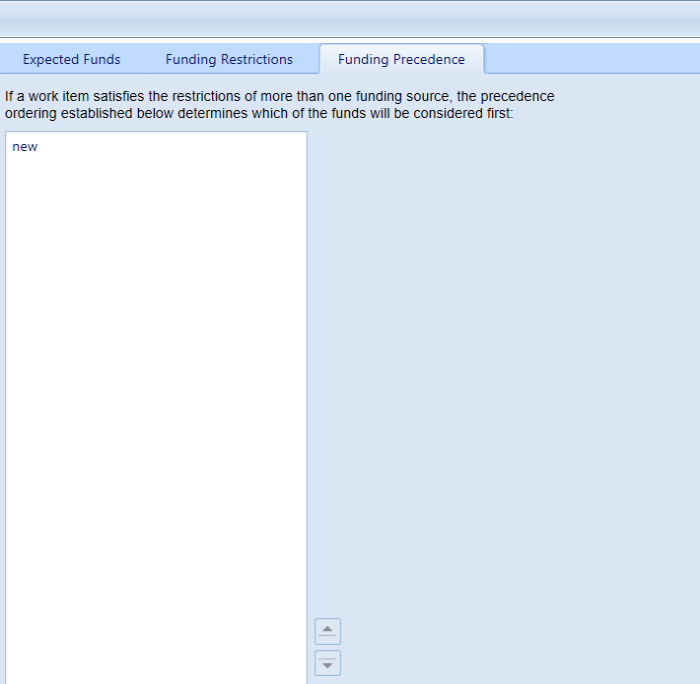 Expected Funds Funding Restrictions Funding Precedence
If a work item satisfies the restrictions of more than one funding source, the precedence
ordering established below determines which of the funds will be considered first:
new